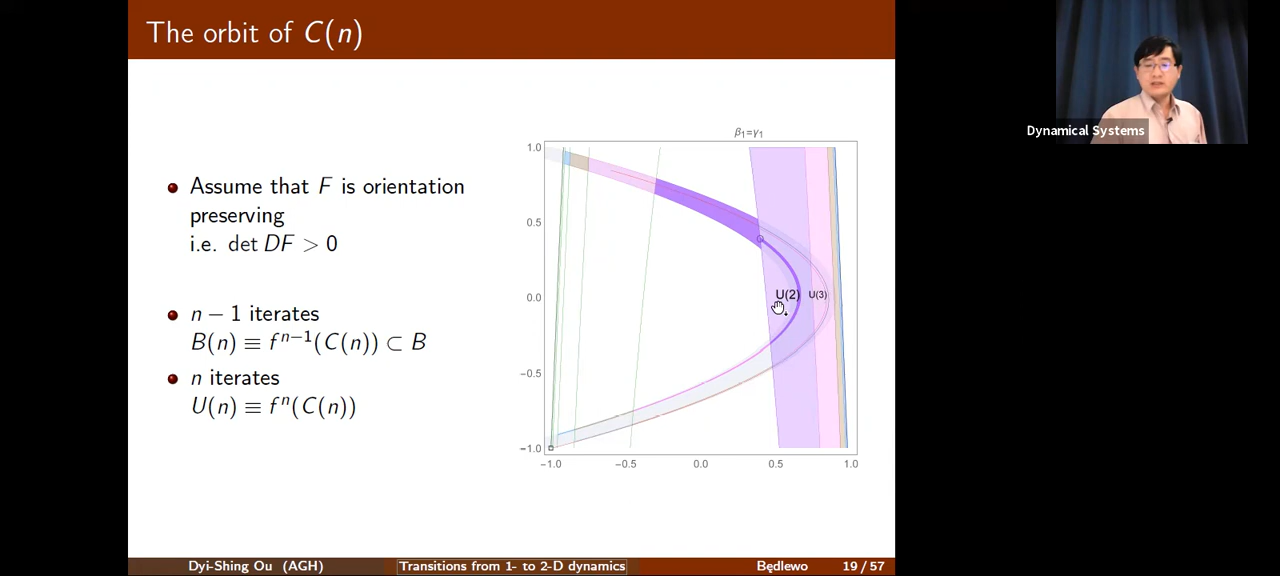 The orbit of C(n)
Dynamical Systems
Assume that F is orientation
preserving
i.e. det DF > 0
n − 1 iterates
B(n) ≡ fⁿ⁻¹(C(n)) ⊂ B
n iterates
U(n) ≡ fⁿ(C(n))
β₁=γ₁
1.0
0.5
0.0
−0.5
−1.0
U(2) U(3)
−1.0 −0.5 0.0 0.5 1.0
Dyi-Shing Ou (AGH) Transitions from 1- to 2-D dynamics Będlewo 19 / 57